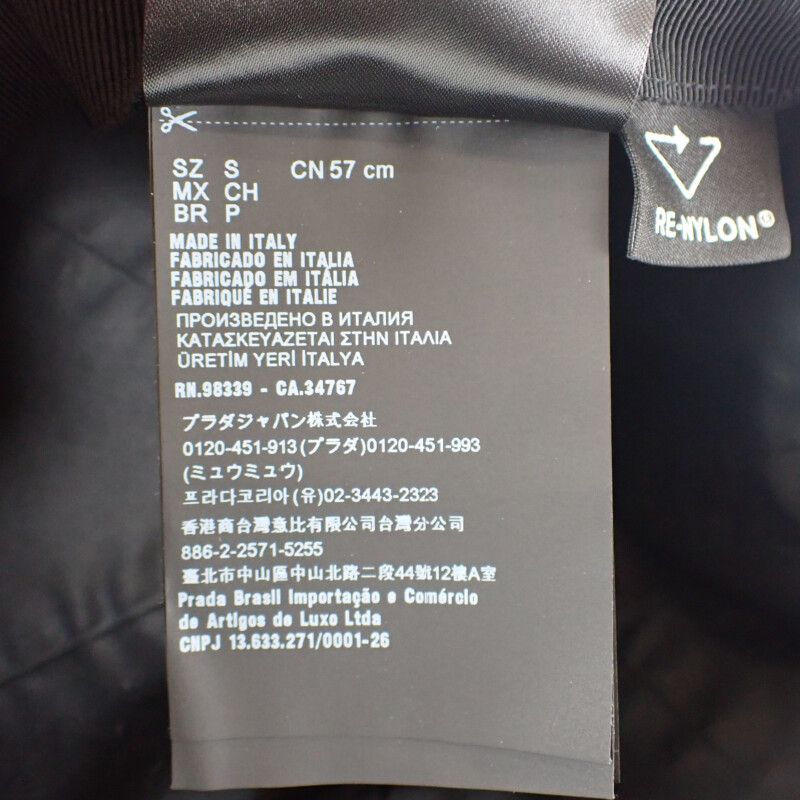 SZ S CN 57 cm
MX CH
BR P
MADE IN ITALY
FABRICADO EN ITALIA
FABRICADO EM ITÁLIA
FABRIQUÉ EN ITALIE
ПРОИЗВЕДЕНО В ИТАЛИЯ
ΚΑΤΑΣΚΕΥΑΖΕΤΑΙ ΣΤΗΝ ΙΤΑΛΙΑ
ÜRETİM YERİ İTALYA
RN.98339 - CA.34767
プラダジャパン株式会社
0120-451-913(プラダ)0120-451-993
(ミュウミュウ)
프라다코리아(유)02-3443-2323
香港商台灣意比有限公司台灣分公司
886-2-2571-5255
臺北市中山區中山北路二段44號12樓A室
Prada Brasil Importação e Comércio
de Artigos de Luxo Ltda
CNPJ 13.633.271/0001-26
RE-NYLON®